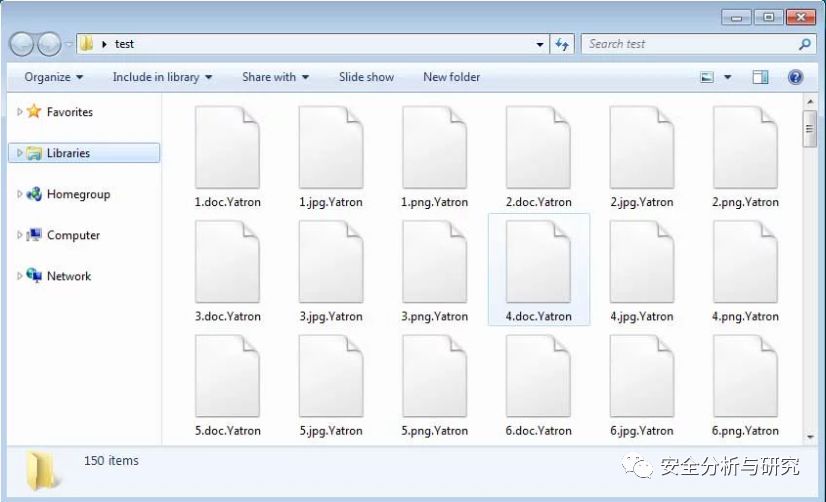 test
Search test
Organize Include in library Share with Slide show New folder
Favorites
Libraries
Homegroup
Computer
Network
1.doc.Yatron 1.jpg.Yatron 1.png.Yatron 2.doc.Yatron 2.jpg.Yatron 2.png.Yatron
3.doc.Yatron 3.jpg.Yatron 3.png.Yatron 4.doc.Yatron 4.jpg.Yatron 4.png.Yatron
5.doc.Yatron 5.jpg.Yatron 5.png.Yatron 6.doc.Yatron 6.jpg.Yatron 6.png.Yatron
150 items
安全分析与研究